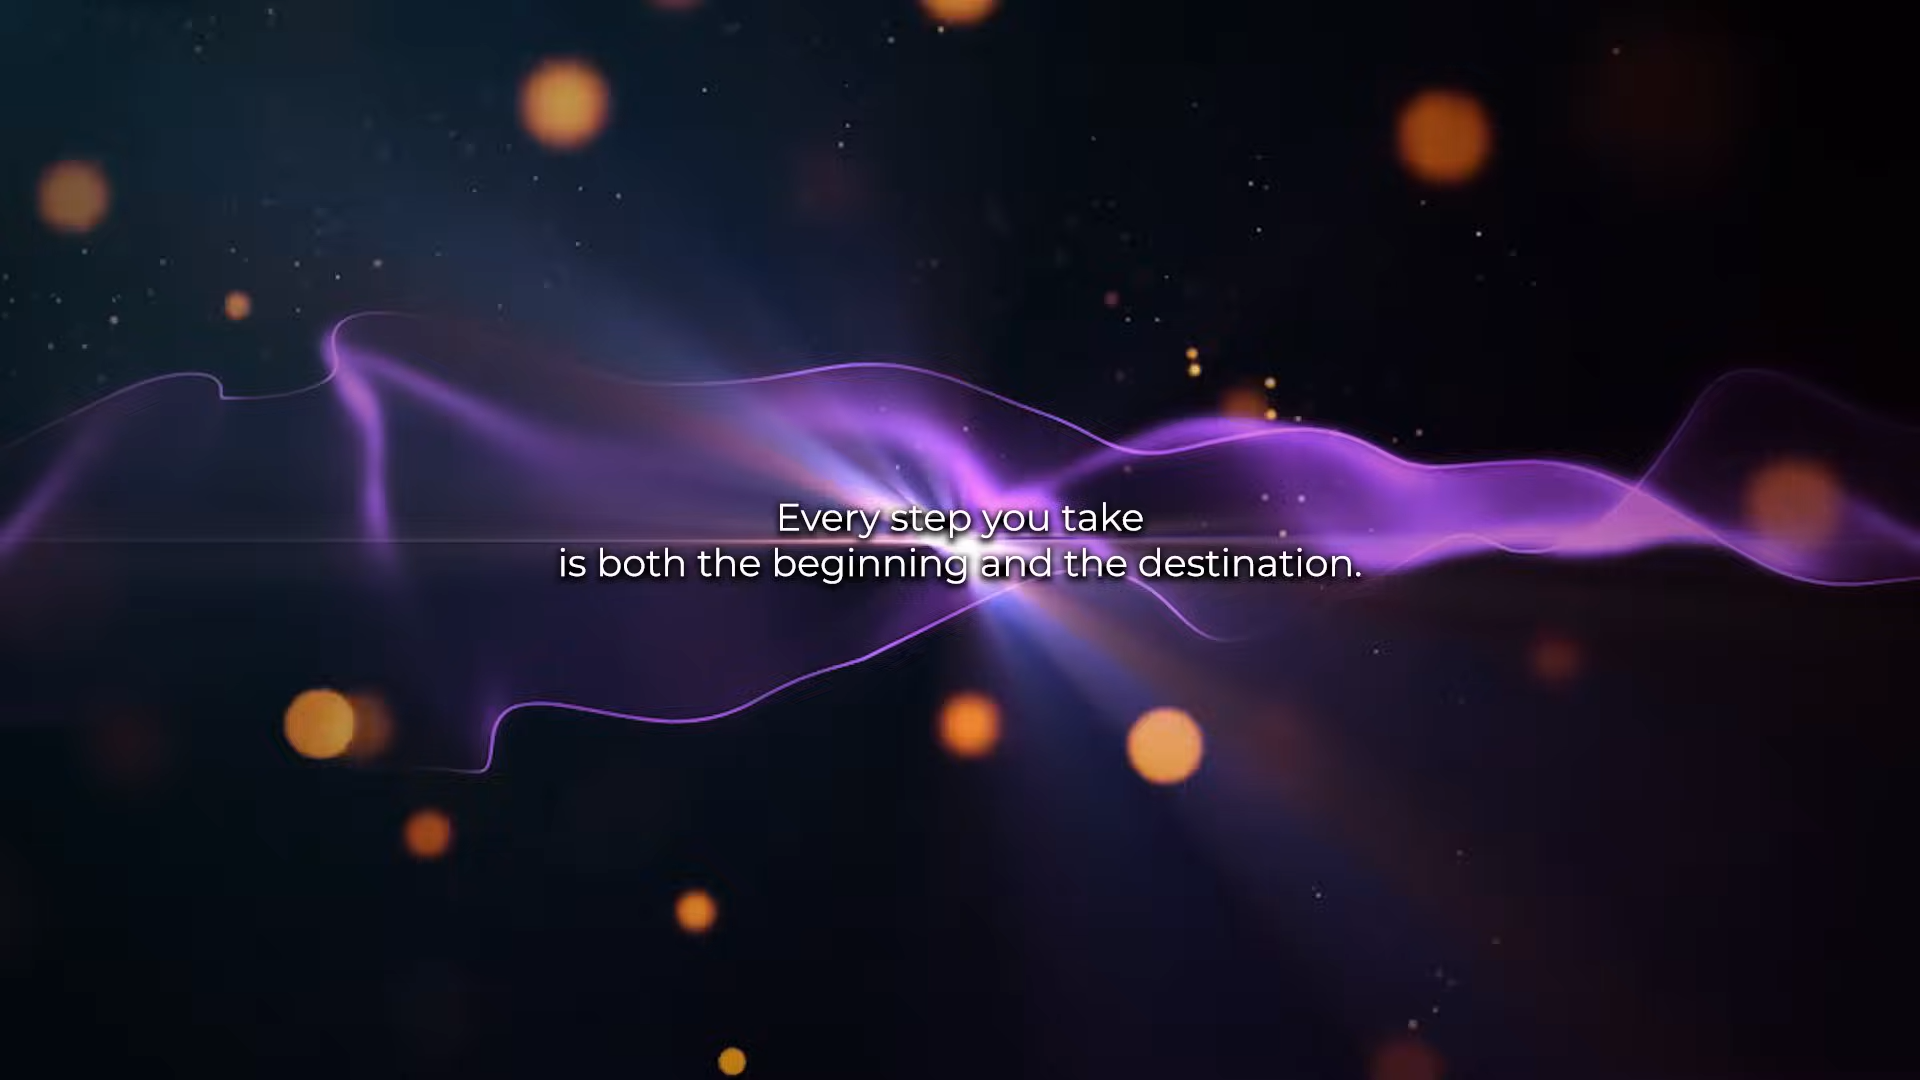 Every step you take
is both the beginning and the destination.